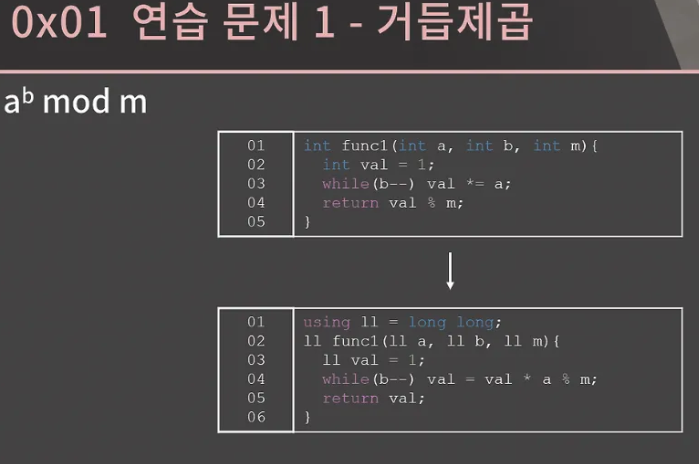 0x01 연습 문제 1 - 거듭제곱
aᵇ mod m
01 int func1(int a, int b, int m){
02 int val = 1;
03 while(b--) val *= a;
04 return val % m;
05 }
01 using ll = long long;
02 ll func1(ll a, ll b, ll m){
03 ll val = 1;
04 while(b--) val = val * a % m;
05 return val;
06 }